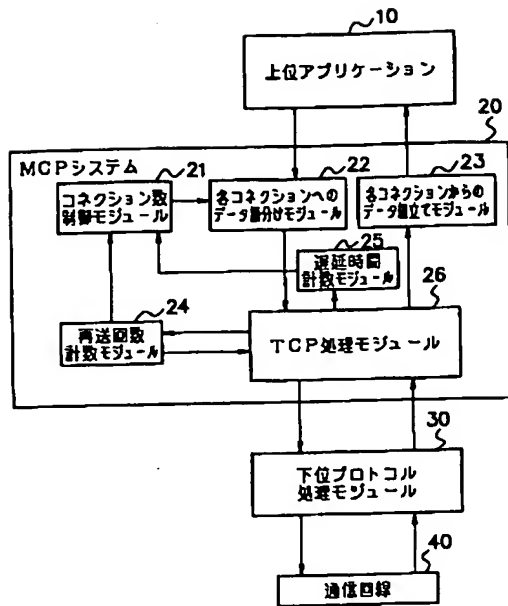 10
上位アプリケーション
20
MCPシステム
21
コネクション数
制御モジュール
22
各コネクションへの
データ振分けモジュール
23
各コネクションからの
データ組立てモジュール
25
遅延時間
計数モジュール
24
再送回数
計数モジュール
26
TCP処理モジュール
30
下位プロトコル
処理モジュール
40
通信回線